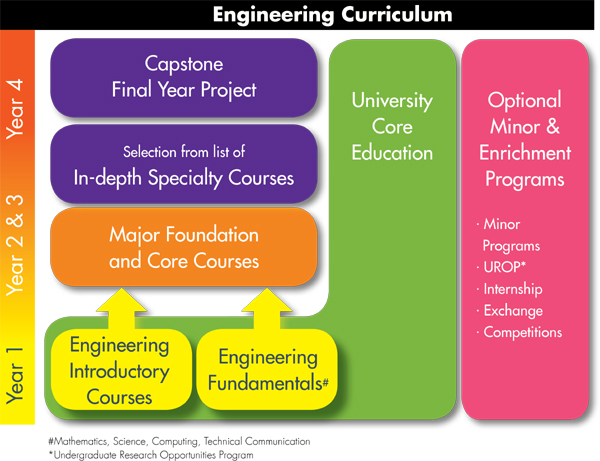 Engineering Curriculum
Year 4
Year 2 & 3
Year 1
Capstone
Final Year Project
Selection from list of
In-depth Specialty Courses
Major Foundation
and Core Courses
Engineering
Introductory
Courses
Engineering
Fundamentals#
University
Core
Education
Optional
Minor &
Enrichment
Programs
· Minor
Programs
· UROP*
· Internship
· Exchange
· Competitions
#Mathematics, Science, Computing, Technical Communication
*Undergraduate Research Opportunities Program